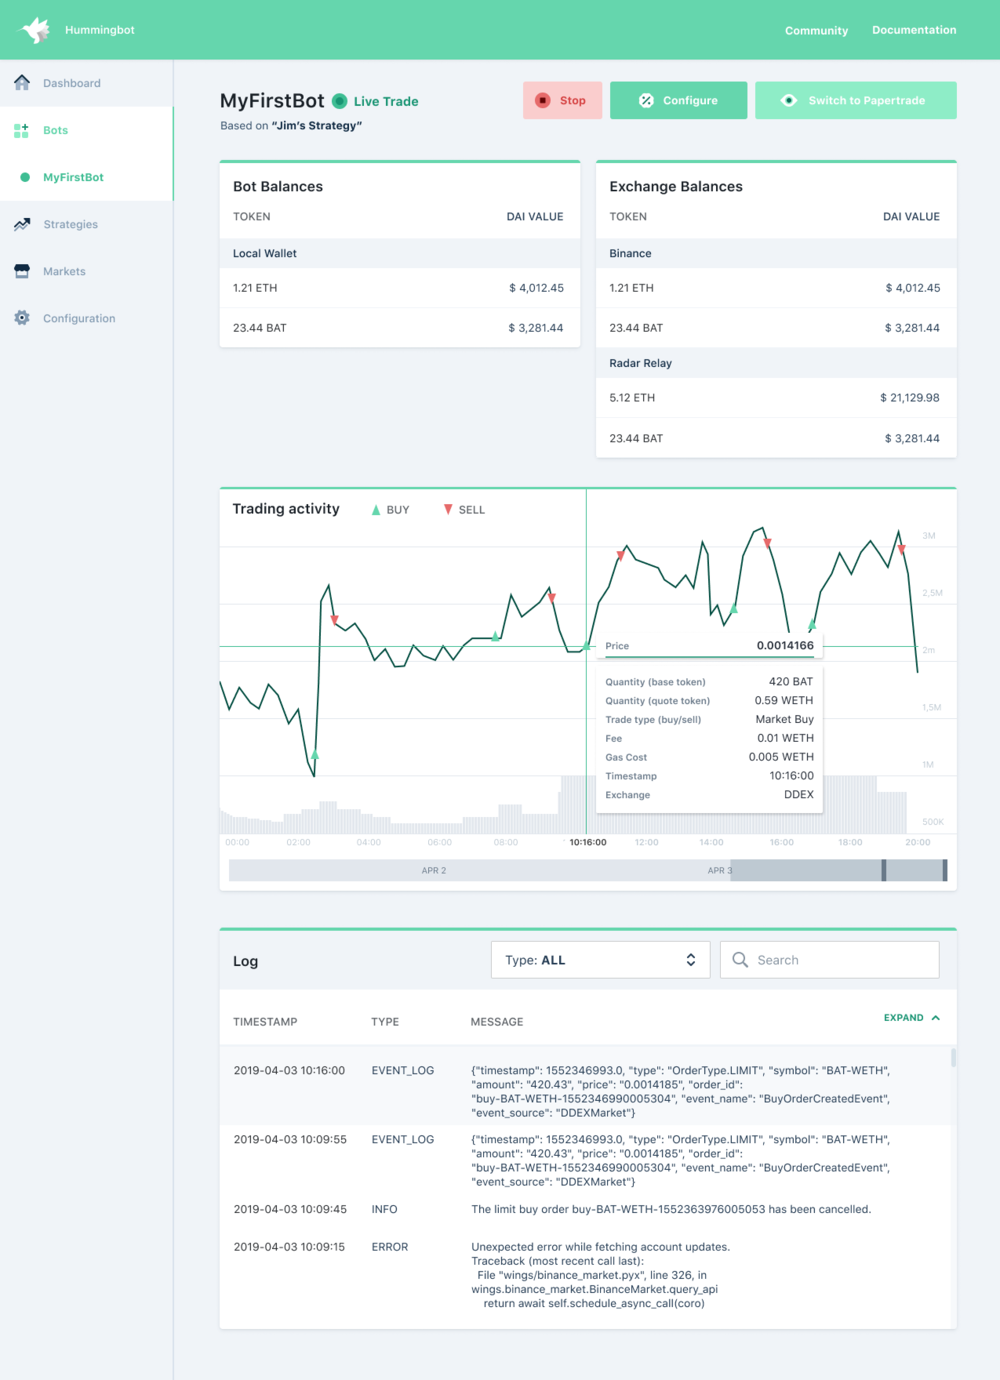 Hummingbot
Community
Documentation
Dashboard
Bots
MyFirstBot
Strategies
Markets
Configuration
MyFirstBot Live Trade
Based on “Jim’s Strategy”
Stop
Configure
Switch to Papertrade
Bot Balances
TOKEN DAI VALUE
Local Wallet
1.21 ETH $ 4,012.45
23.44 BAT $ 3,281.44
Exchange Balances
TOKEN DAI VALUE
Binance
1.21 ETH $ 4,012.45
23.44 BAT $ 3,281.44
Radar Relay
5.12 ETH $ 21,129.98
23.44 BAT $ 3,281.44
Trading activity BUY SELL
3M
2,5M
2m
1,5M
1M
500K
Price 0.0014166
Quantity (base token) 420 BAT
Quantity (quote token) 0.59 WETH
Trade type (buy/sell) Market Buy
Fee 0.01 WETH
Gas Cost 0.005 WETH
Timestamp 10:16:00
Exchange DDEX
00:00 02:00 04:00 06:00 08:00 10:16:00 12:00 14:00 16:00 18:00 20:00
APR 2 APR 3
Log
Type: ALL
Search
TIMESTAMP TYPE MESSAGE EXPAND
2019-04-03 10:16:00 EVENT_LOG {"timestamp": 1552346993.0, "type": "OrderType.LIMIT", "symbol": "BAT-WETH",
"amount": "420.43", "price": "0.0014185", "order_id":
"buy-BAT-WETH-1552346990005304", "event_name": "BuyOrderCreatedEvent",
"event_source": "DDEXMarket"}
2019-04-03 10:09:55 EVENT_LOG {"timestamp": 1552346993.0, "type": "OrderType.LIMIT", "symbol": "BAT-WETH",
"amount": "420.43", "price": "0.0014185", "order_id":
"buy-BAT-WETH-1552346990005304", "event_name": "BuyOrderCreatedEvent",
"event_source": "DDEXMarket"}
2019-04-03 10:09:45 INFO The limit buy order buy-BAT-WETH-1552363976005053 has been cancelled.
2019-04-03 10:09:15 ERROR Unexpected error while fetching account updates.
Traceback (most recent call last):
File "wings/binance_market.pyx", line 326, in
wings.binance_market.BinanceMarket.query_api
return await self.schedule_async_call(coro)